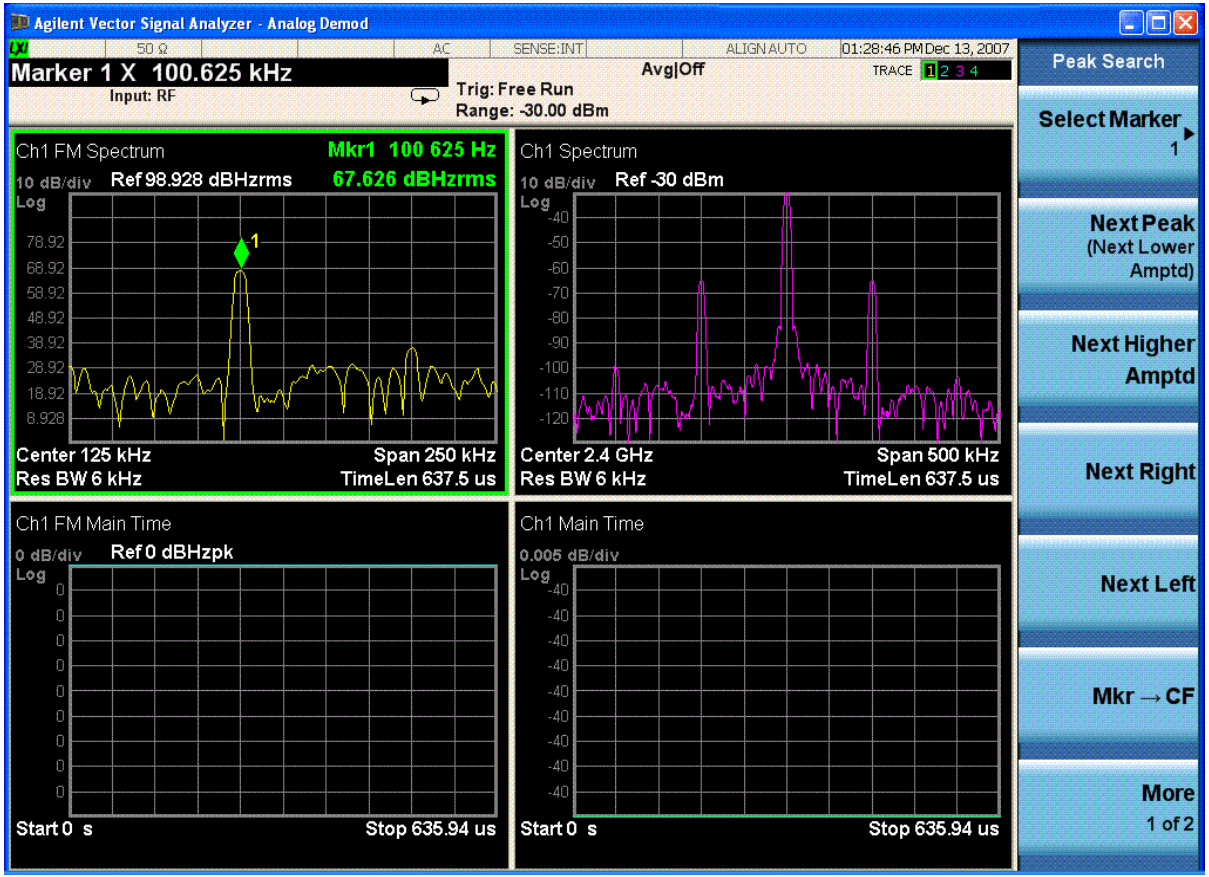 Agilent Vector Signal Analyzer - Analog Demod
LXI 50 Ω AC SENSE:INT ALIGN AUTO 01:28:46 PM Dec 13, 2007
Marker 1 X 100.625 kHz
Input: RF
Trig: Free Run
Range: -30.00 dBm
Avg|Off
TRACE 1 2 3 4
Ch1 FM Spectrum
Mkr1 100 625 Hz
10 dB/div Ref 98.928 dBHzrms
67.626 dBHzrms
Log
78.92
68.92
58.92
48.92
38.92
28.92
18.92
8.928
1
Center 125 kHz
Span 250 kHz
Res BW 6 kHz
TimeLen 637.5 us
Ch1 Spectrum
10 dB/div Ref -30 dBm
Log
-40
-50
-60
-70
-80
-90
-100
-110
-120
Center 2.4 GHz
Span 500 kHz
Res BW 6 kHz
TimeLen 637.5 us
Ch1 FM Main Time
0 dB/div Ref 0 dBHzpk
Log
0
0
0
0
0
0
0
0
0
Start 0 s
Stop 635.94 us
Ch1 Main Time
0.005 dB/div
Log
-40
-40
-40
-40
-40
-40
-40
-40
-40
Start 0 s
Stop 635.94 us
Peak Search
Select Marker
1
Next Peak
(Next Lower
Amptd)
Next Higher
Amptd
Next Right
Next Left
Mkr → CF
More
1 of 2